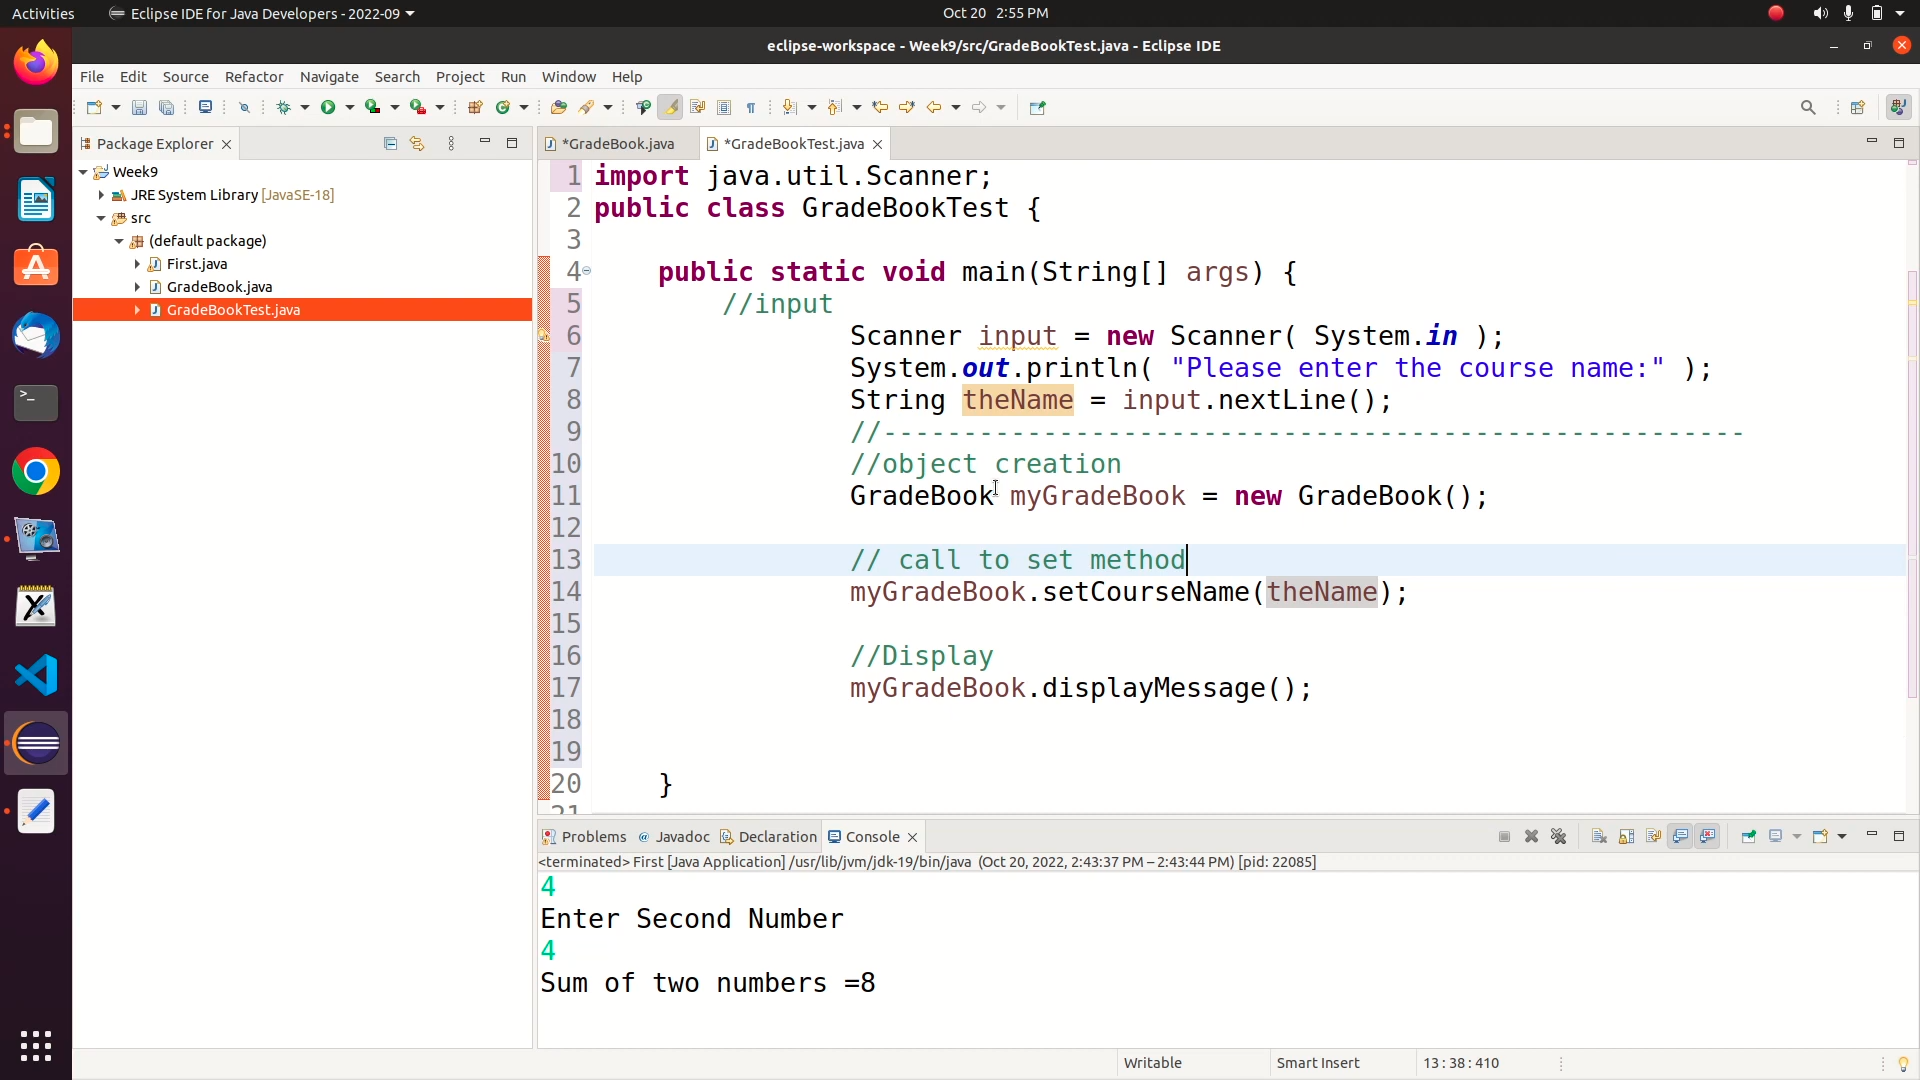 Activities
Eclipse IDE for Java Developers - 2022-09
Oct 20 2:55 PM
eclipse-workspace - Week9/src/GradeBookTest.java - Eclipse IDE
File Edit Source Refactor Navigate Search Project Run Window Help
Package Explorer
Week9
JRE System Library [JavaSE-18]
src
(default package)
First.java
GradeBook.java
GradeBookTest.java
*GradeBook.java
*GradeBookTest.java
1 import java.util.Scanner;
2 public class GradeBookTest {
3
4 public static void main(String[] args) {
5 //input
6 Scanner input = new Scanner( System.in );
7 System.out.println( "Please enter the course name:" );
8 String theName = input.nextLine();
9 //------------------------------------------------------
10 //object creation
11 GradeBook myGradeBook = new GradeBook();
12
13 // call to set method
14 myGradeBook.setCourseName(theName);
15
16 //Display
17 myGradeBook.displayMessage();
18
19
20 }
21
Problems @ Javadoc Declaration Console
<terminated> First [Java Application] /usr/lib/jvm/jdk-19/bin/java (Oct 20, 2022, 2:43:37 PM – 2:43:44 PM) [pid: 22085]
4
Enter Second Number
4
Sum of two numbers =8
Writable
Smart Insert
13 : 38 : 410